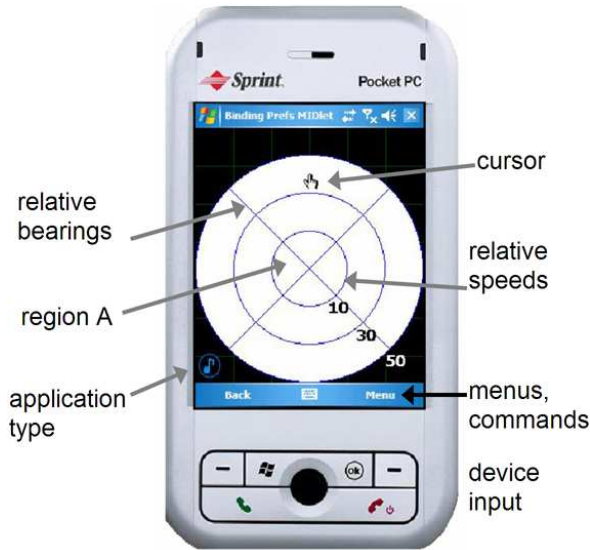 Sprint.
Pocket PC
Binding Prefs MIDlet
cursor
relative
bearings
relative
speeds
region A
10
30
50
application
type
Back
Menu
menus,
commands
ok
device
input